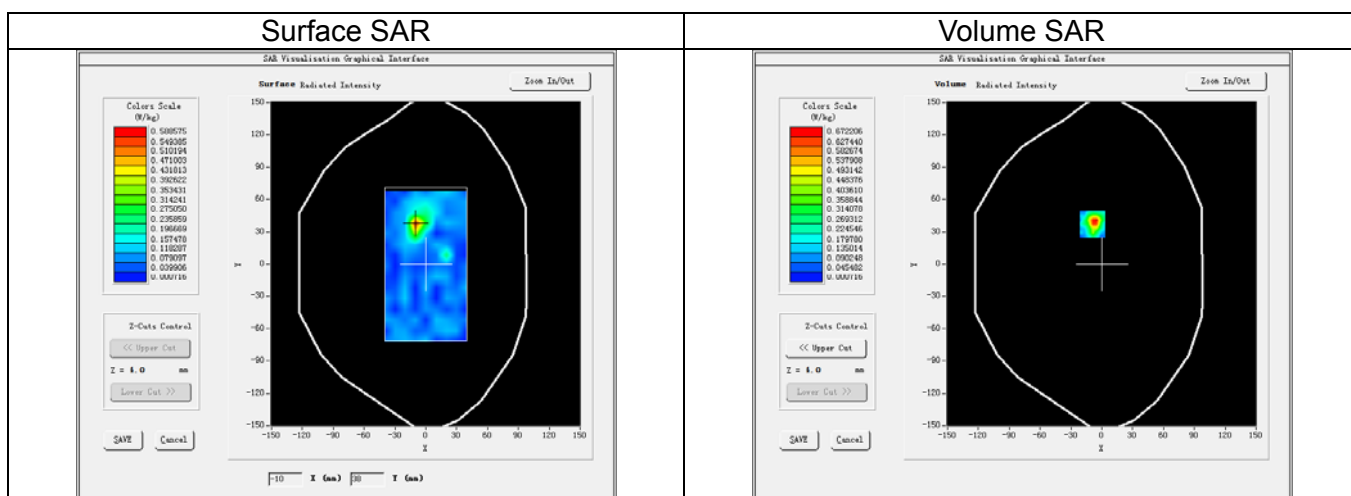 Surface SAR
Volume SAR
SAR Visualisation Graphical Interface
Surface Radiated Intensity
Zoom In/Out
Colors Scale
(W/kg)
0.588575
0.549385
0.510194
0.471003
0.431813
0.392622
0.353431
0.314241
0.275050
0.235859
0.196669
0.157478
0.118287
0.079097
0.039906
0.000716
150
120
90
60
30
0
-30
-60
-90
-120
-150
Y
-150 -120 -90 -60 -30 0 30 60 90 120 150
X
Z-Cuts Control
<< Upper Cut
Z = 4.0 mm
Lower Cut >>
SAVE Cancel
-10 X (mm) 38 Y (mm)
SAR Visualisation Graphical Interface
Volume Radiated Intensity
Zoom In/Out
Colors Scale
(W/kg)
0.672206
0.627440
0.582674
0.537908
0.493142
0.448376
0.403610
0.358844
0.314078
0.269312
0.224546
0.179780
0.135014
0.090248
0.045482
0.000716
150
120
90
60
30
0
-30
-60
-90
-120
-150
Y
-150 -120 -90 -60 -30 0 30 60 90 120 150
X
Z-Cuts Control
<< Upper Cut
Z = 4.0 mm
Lower Cut >>
SAVE Cancel